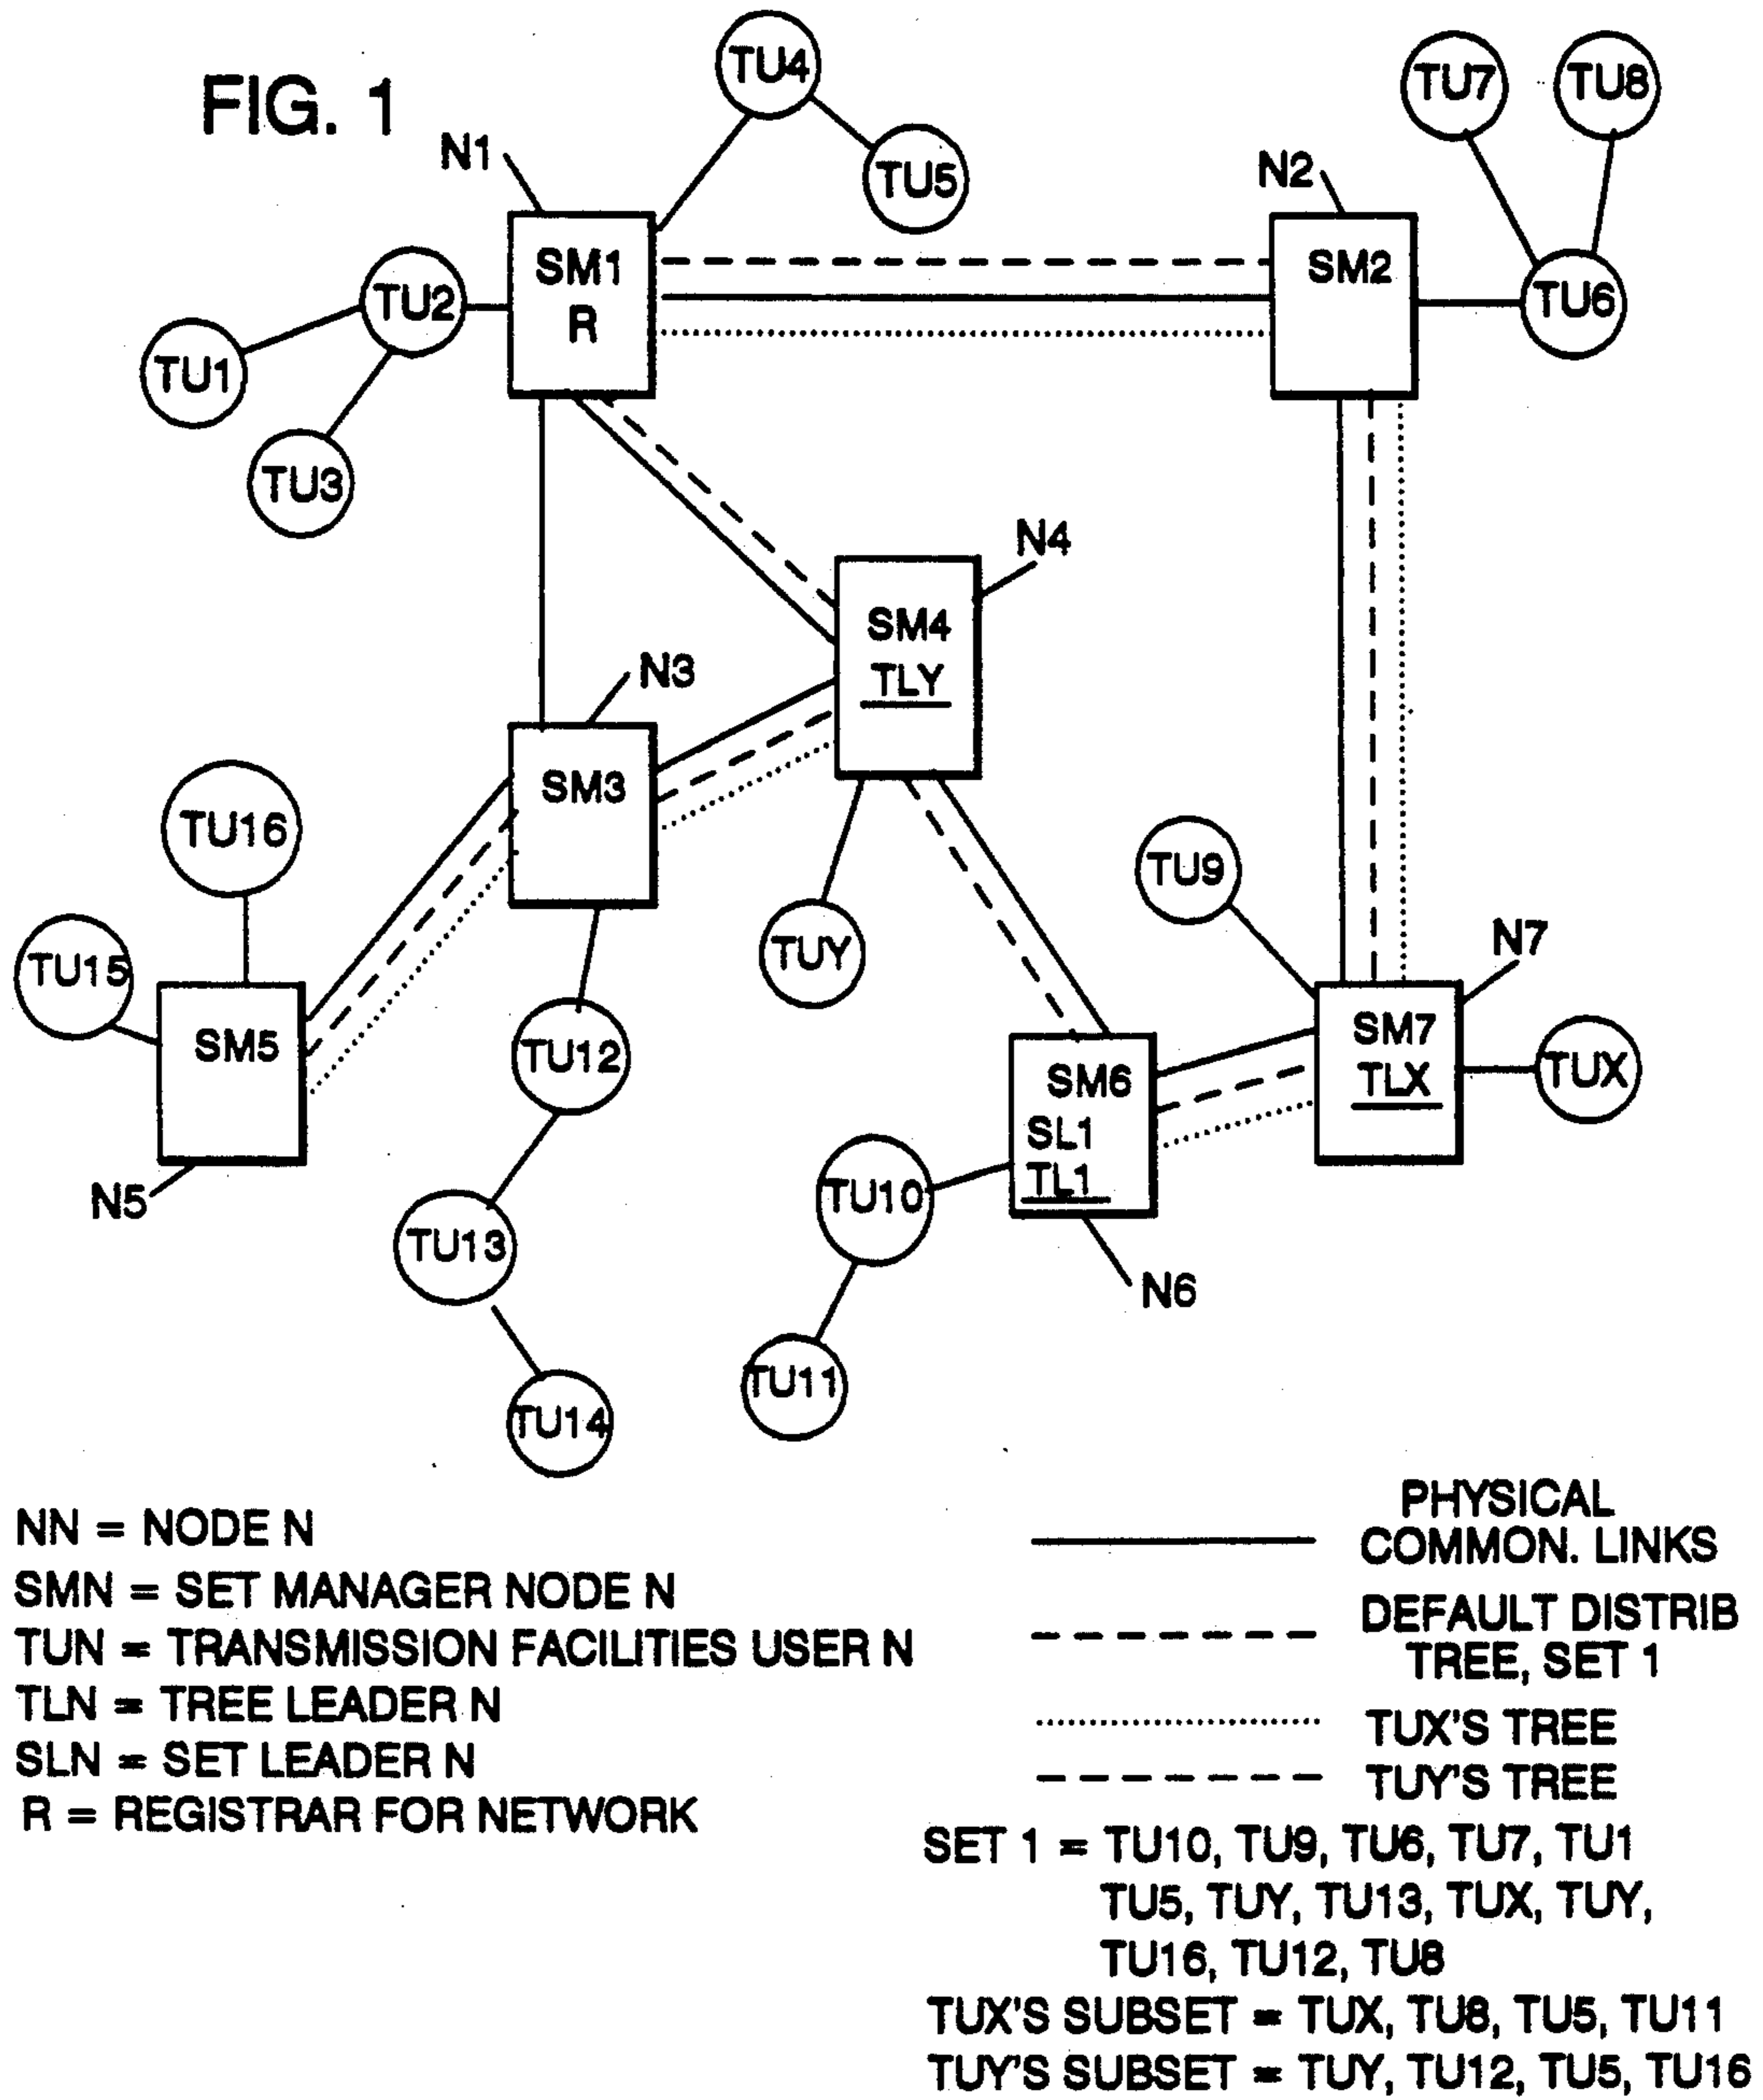 FIG. 1
TU4
TU7
TU8
N1
TU5
N2
SM1
R
SM2
TU2
TU6
TU1
TU3
N4
SM4
TLY
N3
SM3
TU16
TU9
TU15
TUY
N7
SM5
TU12
SM7
TLX
TUX
SM6
SL1
TL1
TU10
N5
TU13
N6
TU11
TU14
NN = NODE N
SMN = SET MANAGER NODE N
TUN = TRANSMISSION FACILITIES USER N
TLN = TREE LEADER N
SLN = SET LEADER N
R = REGISTRAR FOR NETWORK
PHYSICAL
COMMON. LINKS
DEFAULT DISTRIB
TREE, SET 1
TUX'S TREE
TUY'S TREE
SET 1 = TU10, TU9, TU6, TU7, TU1
TU5, TUY, TU13, TUX, TUY,
TU16, TU12, TU8
TUX'S SUBSET = TUX, TU8, TU5, TU11
TUY'S SUBSET = TUY, TU12, TU5, TU16